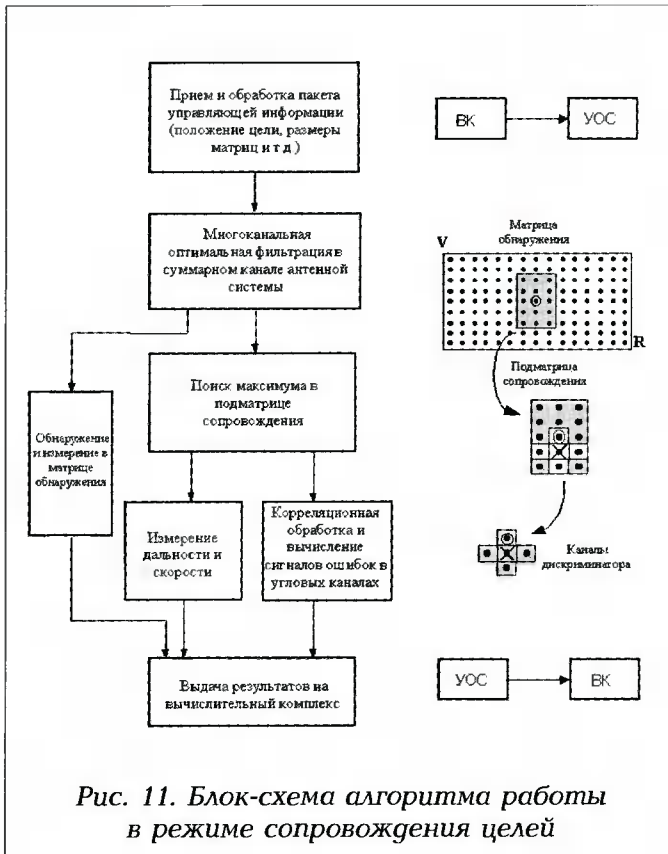 Прием и обработка пакета
управляющей информации
(положение цели, размеры
матриц и т д )
ВК
УОС
Многоканальная
оптимальная фильтрация в
суммарном канале антенной
системы
Матрица
обнаружения
V
R
Поиск максимума в
подматрице
сопровождения
Подматрица
сопровождения
Обнаружение
и измерение в
матрице
обнаружения
Измерение
дальности и
скорости
Корреляционная
обработка и
вычисление
сигналов ошибок в
угловых каналах
Каналы
дискриминатора
Выдача результатов на
вычислительный комплекс
УОС
ВК
Рис. 11. Блок-схема алгоритма работы
в режиме сопровождения целей